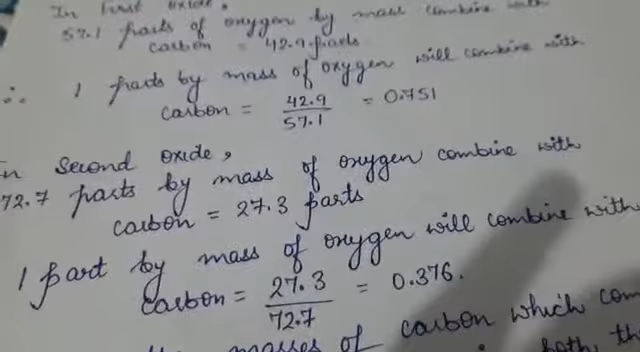 In First oxide,
57.1 parts of oxygen by mass combine with
carbon = 42.9 parts
∴ 1 parts by mass of oxygen will combine with
carbon = 42.9/57.1 = 0.751
In second oxide,
72.7 parts by mass of oxygen combine with
carbon = 27.3 parts
1 part by mass of oxygen will combine with
carbon = 27.3/72.7 = 0.376.
masses of carbon which com
both, th